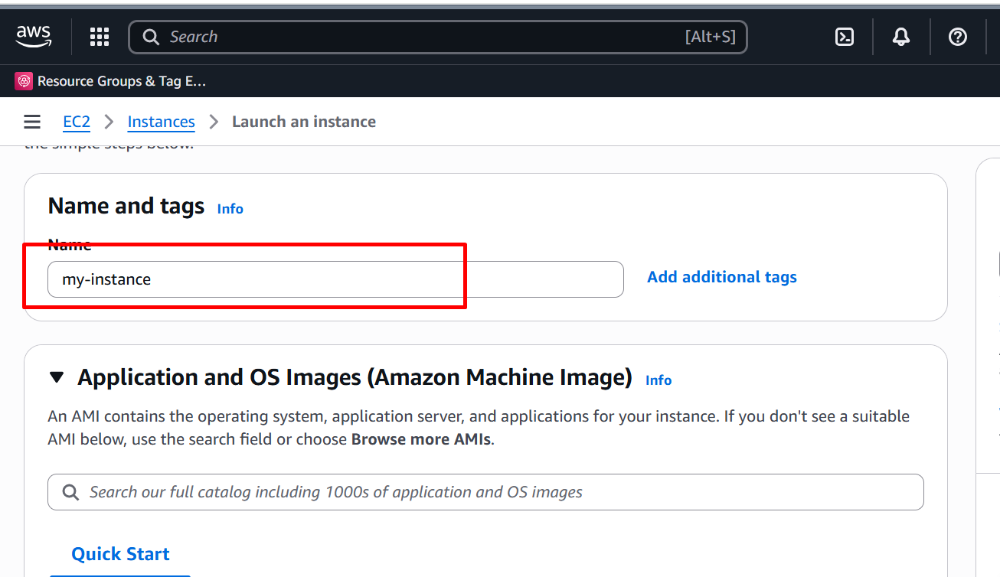 aws
Search [Alt+S]
Resource Groups & Tag E...
EC2 Instances Launch an instance
the simple steps below.
Name and tags Info
Name
my-instance
Add additional tags
Application and OS Images (Amazon Machine Image) Info
An AMI contains the operating system, application server, and applications for your instance. If you don't see a suitable
AMI below, use the search field or choose Browse more AMIs.
Search our full catalog including 1000s of application and OS images
Quick Start